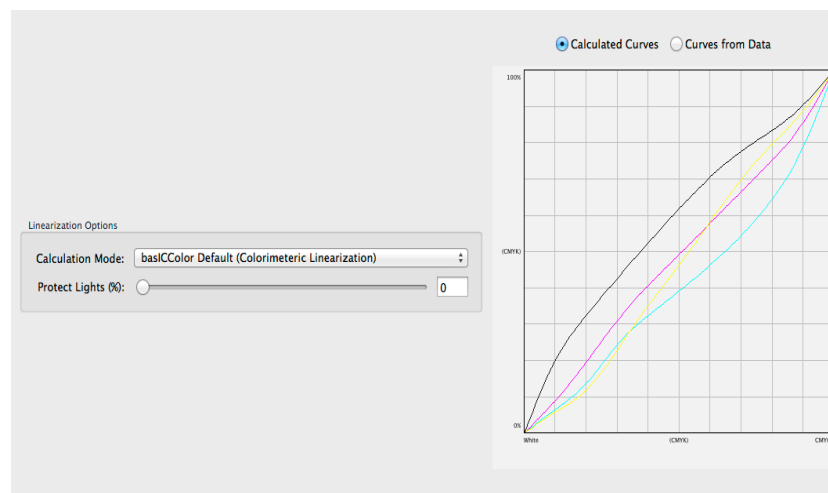 Calculated Curves Curves from Data
100%
Linearization Options
(CMYK)
Calculation Mode: basICColor Default (Colorimeteric Linearization)
Protect Lights (%): 0
0%
White (CMYK) CMY